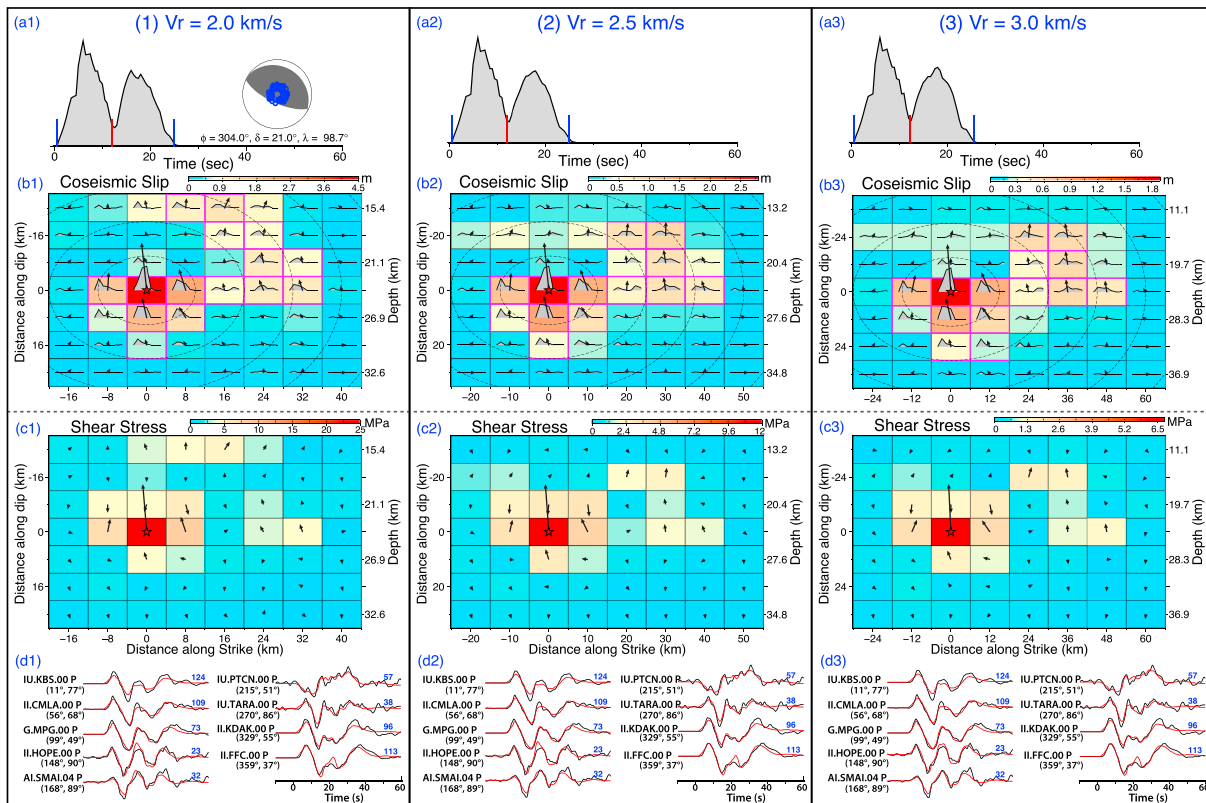 (a1)
(1) Vr = 2.0 km/s
ϕ = 304.0°, δ = 21.0°, λ = 98.7°
0 20 40 60
Time (sec)
(b1) Coseismic Slip
0 0.9 1.8 2.7 3.6 4.5 m
Distance along dip (km)
-16
0
16
15.4
21.1
26.9
32.6
Depth (km)
-16 -8 0 8 16 24 32 40
(c1) Shear Stress
0 5 10 15 20 25 MPa
Distance along dip (km)
-16
0
16
15.4
21.1
26.9
32.6
Depth (km)
-16 -8 0 8 16 24 32 40
Distance along Strike (km)
(d1)
IU.KBS.00 P 124
(11°, 77°)
II.CMLA.00 P 109
(56°, 68°)
G.MPG.00 P 73
(99°, 49°)
II.HOPE.00 P 23
(148°, 90°)
AI.SMAI.04 P 32
(168°, 89°)
IU.PTCN.00 P 57
(215°, 51°)
IU.TARA.00 P 38
(270°, 86°)
II.KDAK.00 P 96
(329°, 55°)
II.FFC.00 P 113
(359°, 37°)
0 20 40 60
Time (s)
(a2)
(2) Vr = 2.5 km/s
0 20 40 60
Time (sec)
(b2) Coseismic Slip
0 0.5 1.0 1.5 2.0 2.5 m
Distance along dip (km)
-20
0
20
13.2
20.4
27.6
34.8
Depth (km)
-20 -10 0 10 20 30 40 50
(c2) Shear Stress
0 2.4 4.8 7.2 9.6 12 MPa
Distance along dip (km)
-20
0
20
13.2
20.4
27.6
34.8
Depth (km)
-20 -10 0 10 20 30 40 50
Distance along Strike (km)
(d2)
IU.KBS.00 P 124
(11°, 77°)
II.CMLA.00 P 109
(56°, 68°)
G.MPG.00 P 73
(99°, 49°)
II.HOPE.00 P 23
(148°, 90°)
AI.SMAI.04 P 32
(168°, 89°)
IU.PTCN.00 P 57
(215°, 51°)
IU.TARA.00 P 38
(270°, 86°)
II.KDAK.00 P 96
(329°, 55°)
II.FFC.00 P 113
(359°, 37°)
0 20 40 60
Time (s)
(a3)
(3) Vr = 3.0 km/s
0 20 40 60
Time (sec)
(b3) Coseismic Slip
0 0.3 0.6 0.9 1.2 1.5 1.8 m
Distance along dip (km)
-24
0
24
11.1
19.7
28.3
36.9
Depth (km)
-24 -12 0 12 24 36 48 60
(c3) Shear Stress
0 1.3 2.6 3.9 5.2 6.5 MPa
Distance along dip (km)
-24
0
24
11.1
19.7
28.3
36.9
Depth (km)
-24 -12 0 12 24 36 48 60
Distance along Strike (km)
(d3)
IU.KBS.00 P 124
(11°, 77°)
II.CMLA.00 P 109
(56°, 68°)
G.MPG.00 P 73
(99°, 49°)
II.HOPE.00 P 23
(148°, 90°)
AI.SMAI.04 P 32
(168°, 89°)
IU.PTCN.00 P 57
(215°, 51°)
IU.TARA.00 P 38
(270°, 86°)
II.KDAK.00 P 96
(329°, 55°)
II.FFC.00 P 113
(359°, 37°)
0 20 40 60
Time (s)